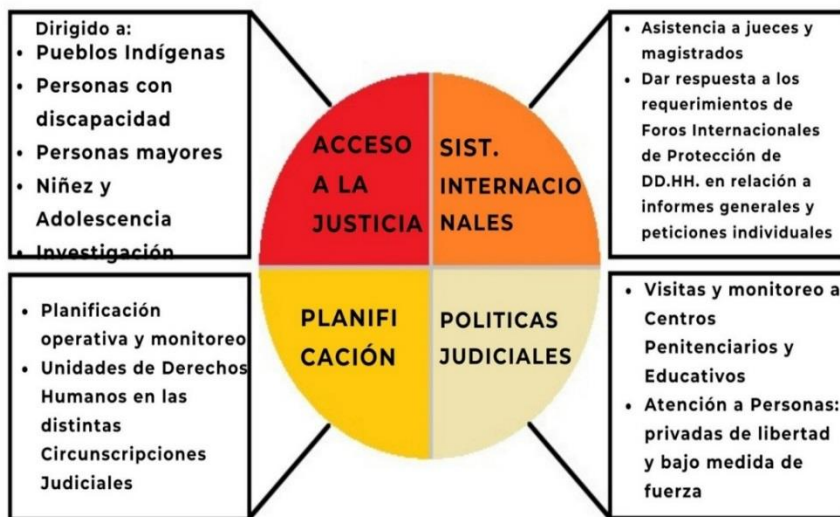 Dirigido a:
• Pueblos Indígenas
• Personas con
discapacidad
• Personas mayores
• Niñez y
Adolescencia
• Investigación
ACCESO
A LA
JUSTICIA
SIST.
INTERNACIO
NALES
• Asistencia a jueces y
magistrados
• Dar respuesta a los
requerimientos de
Foros Internacionales
de Protección de
DD.HH. en relación a
informes generales y
peticiones individuales
• Planificación
operativa y monitoreo
• Unidades de Derechos
Humanos en las
distintas
Circunscripciones
Judiciales
PLANIFI
CACIÓN
POLITICAS
JUDICIALES
• Visitas y monitoreo a
Centros
Penitenciarios y
Educativos
• Atención a Personas:
privadas de libertad
y bajo medida de
fuerza